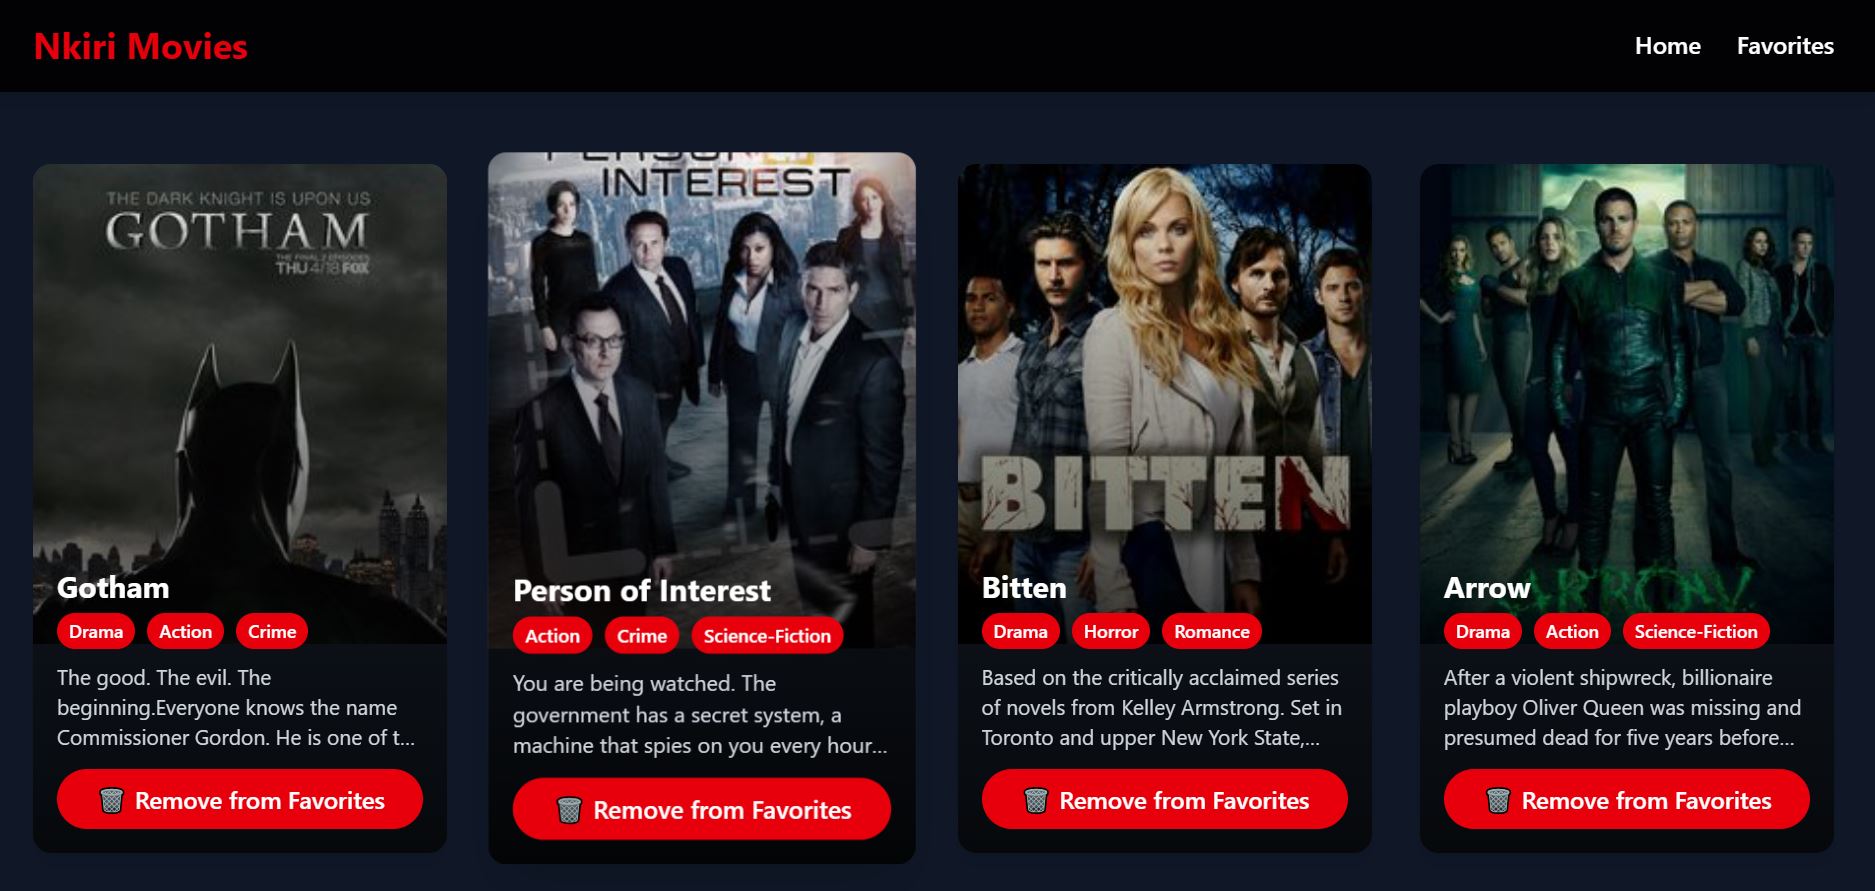 Nkiri Movies
Home Favorites
THE DARK KNIGHT IS UPON US
GOTHAM
THE FINAL 2 EPISODES
THU 4/18 FOX
Gotham
Drama Action Crime
The good. The evil. The
beginning.Everyone knows the name
Commissioner Gordon. He is one of t...
🗑 Remove from Favorites
PERSON OF
INTEREST
Person of Interest
Action Crime Science-Fiction
You are being watched. The
government has a secret system, a
machine that spies on you every hour...
🗑 Remove from Favorites
BITTEN
Bitten
Drama Horror Romance
Based on the critically acclaimed series
of novels from Kelley Armstrong. Set in
Toronto and upper New York State,...
🗑 Remove from Favorites
ARROW
Arrow
Drama Action Science-Fiction
After a violent shipwreck, billionaire
playboy Oliver Queen was missing and
presumed dead for five years before...
🗑 Remove from Favorites